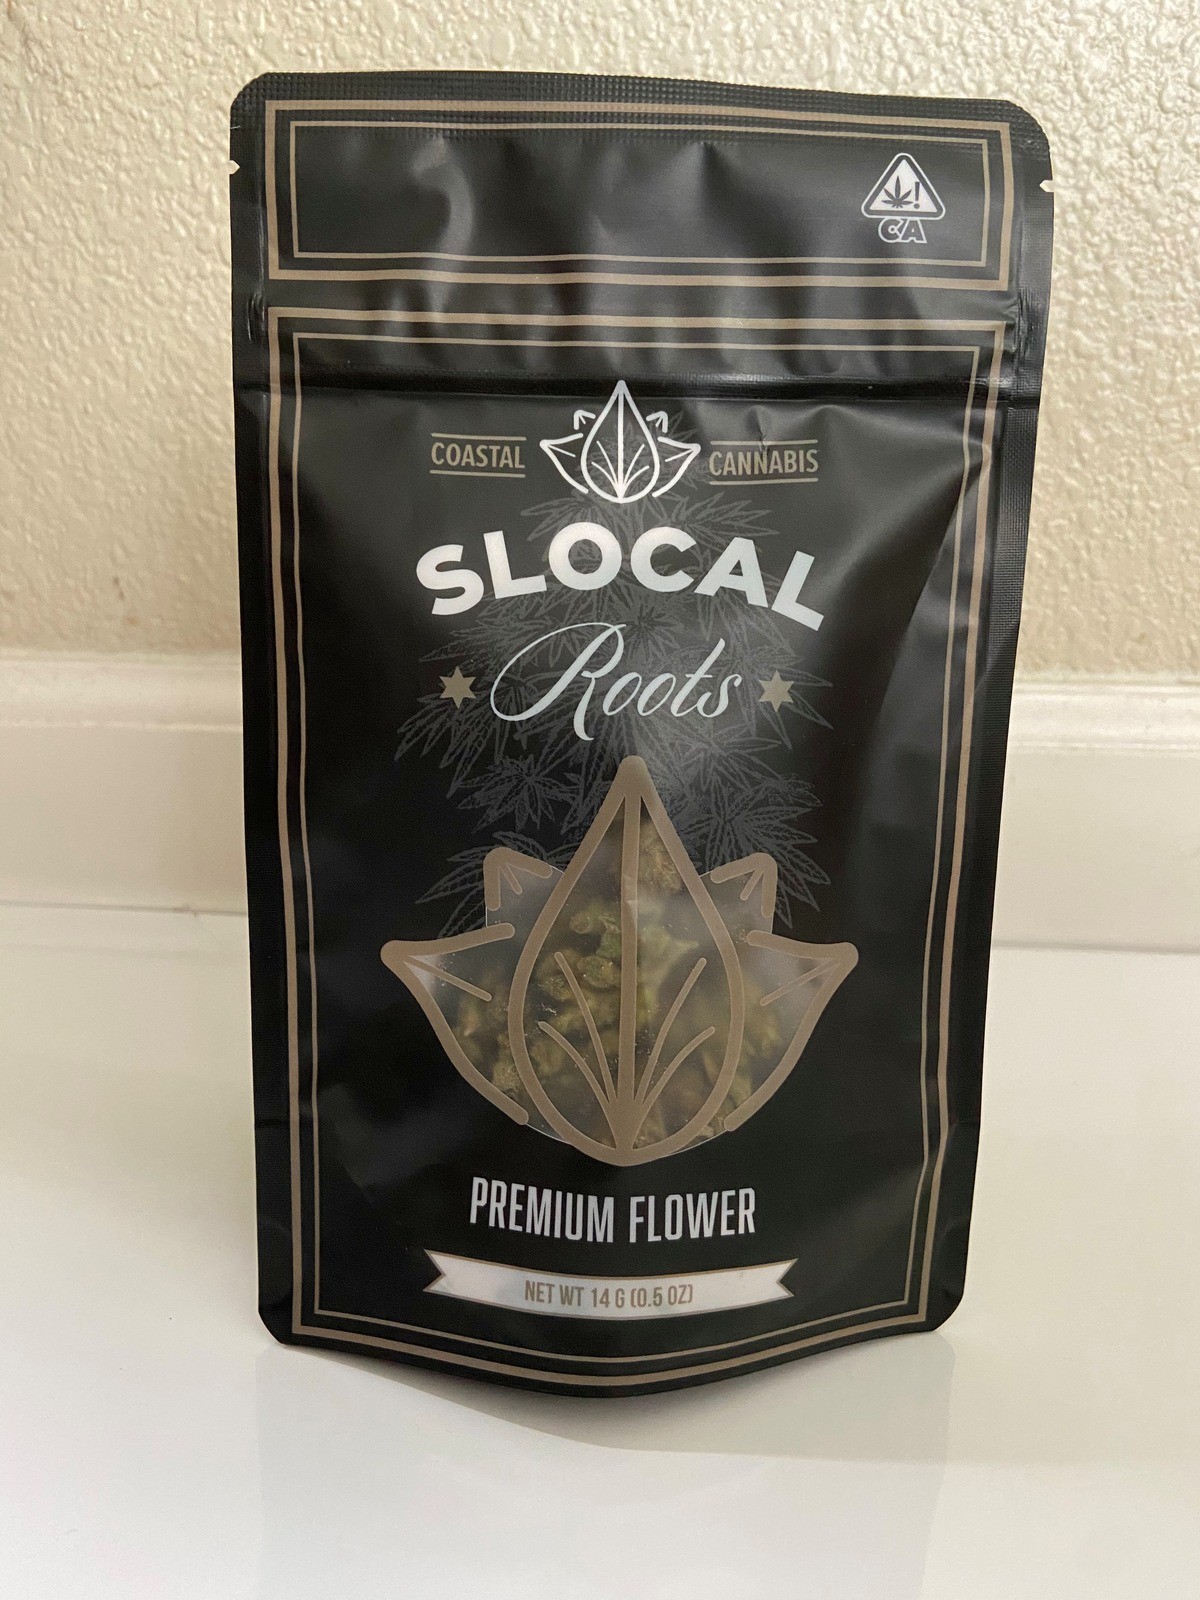 CA
COASTAL CANNABIS
SLOCAL
Roots
PREMIUM FLOWER
NET WT 14 G (0.5 OZ)